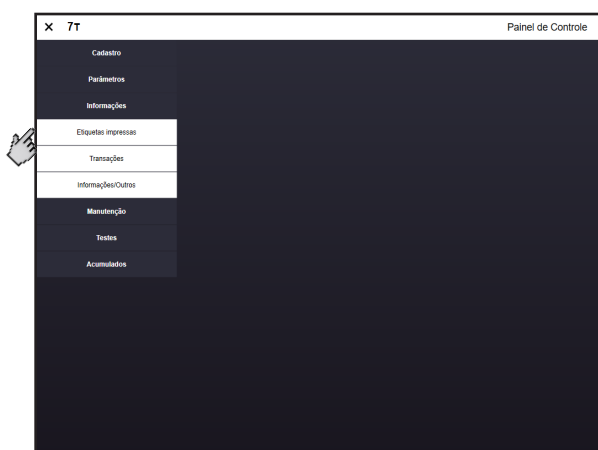 × 7T Painel de Controle
Cadastro
Parâmetros
Informações
Etiquetas impressas
Transações
Informações/Outros
Manutenção
Testes
Acumulados